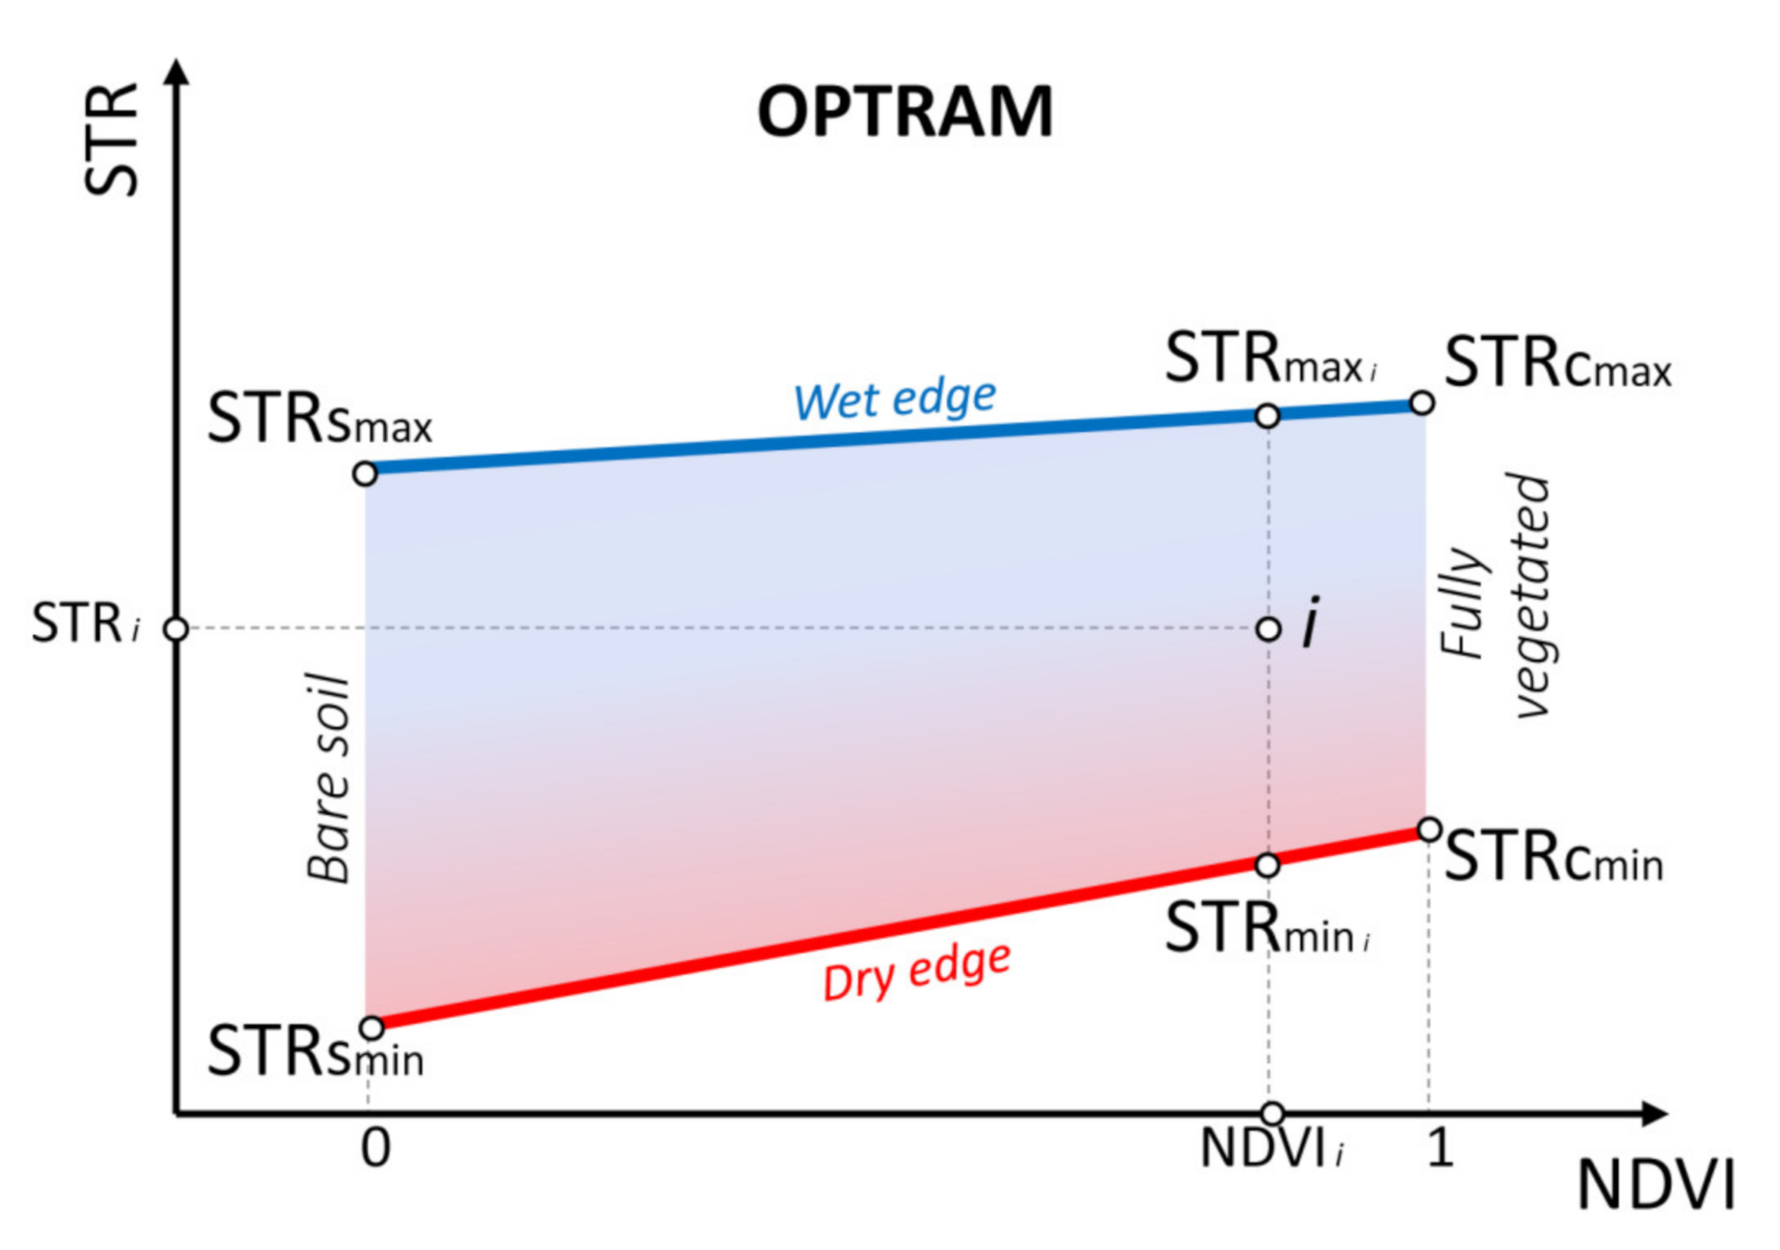 OPTRAM
STR
STRsmax
Wet edge
STRmax i
STRcmax
STR i
i
Bare soil
Fully
vegetated
STRcmin
STRmin i
Dry edge
STRsmin
0
NDVI i
1
NDVI